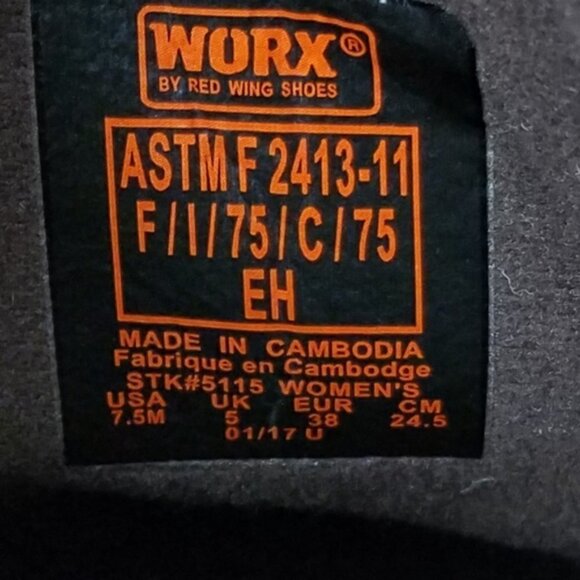 WORX®
BY RED WING SHOES
ASTM F 2413-11
F/I/75/C/75
EH
MADE IN CAMBODIA
Fabrique en Cambodge
STK#5115 WOMEN'S
USA UK EUR CM
7.5M 5 38 24.5
01/17 U